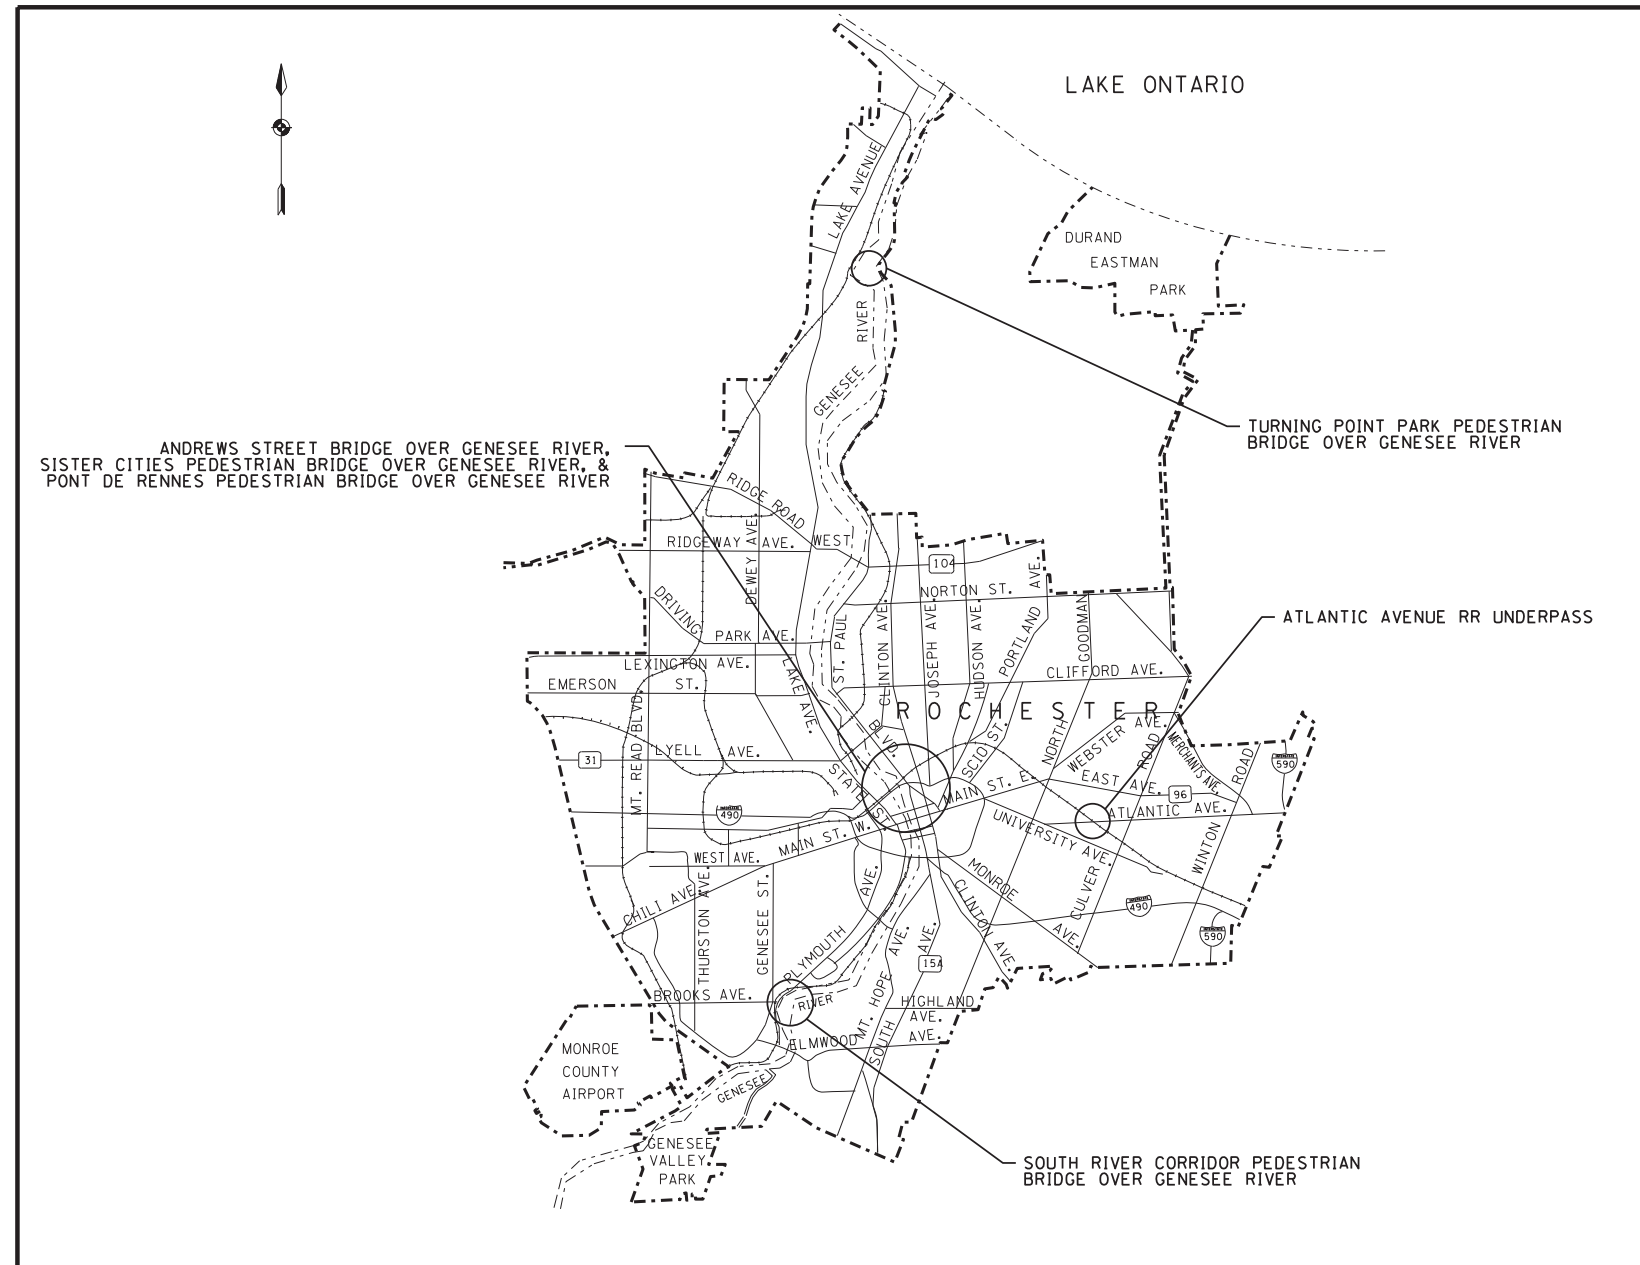 LAKE ONTARIO
LAKE AVENUE
DURAND
EASTMAN
PARK
RIVER
GENESEE
TURNING POINT PARK PEDESTRIAN
BRIDGE OVER GENESEE RIVER
ANDREWS STREET BRIDGE OVER GENESEE RIVER,
SISTER CITIES PEDESTRIAN BRIDGE OVER GENESEE RIVER, &
PONT DE RENNES PEDESTRIAN BRIDGE OVER GENESEE RIVER
RIDGE ROAD
WEST
RIDGEWAY AVE.
DEWEY AVE.
104
AVE.
NORTON ST.
DRIVING
PARK AVE.
ST. PAUL
CLINTON AVE.
JOSEPH AVE.
HUDSON AVE.
PORTLAND
GOODMAN
ATLANTIC AVENUE RR UNDERPASS
LEXINGTON AVE.
LAKE AVE.
CLIFFORD AVE.
EMERSON ST.
MT. READ BLVD.
ROCHESTER
BLVD.
SCIO ST.
NORTH
WEBSTER AVE.
ROAD
MERCHANTS AVE.
ROAD
590
31
LYELL AVE.
STATE ST.
MAIN ST. E.
EAST AVE.
96
ATLANTIC AVE.
490
MAIN ST. W.
UNIVERSITY AVE.
WINTON
WEST AVE.
CHILI AVE.
THURSTON AVE.
GENESEE ST.
AVE.
PLYMOUTH
MONROE
AVE.
CULVER
CLINTON AVE.
490
590
AVE.
AVE.
15A
BROOKS AVE.
RIVER
MT. HOPE
HIGHLAND
AVE.
SOUTH
ELMWOOD
AVE.
MONROE
COUNTY
AIRPORT
GENESEE
GENESEE
VALLEY
PARK
SOUTH RIVER CORRIDOR PEDESTRIAN
BRIDGE OVER GENESEE RIVER